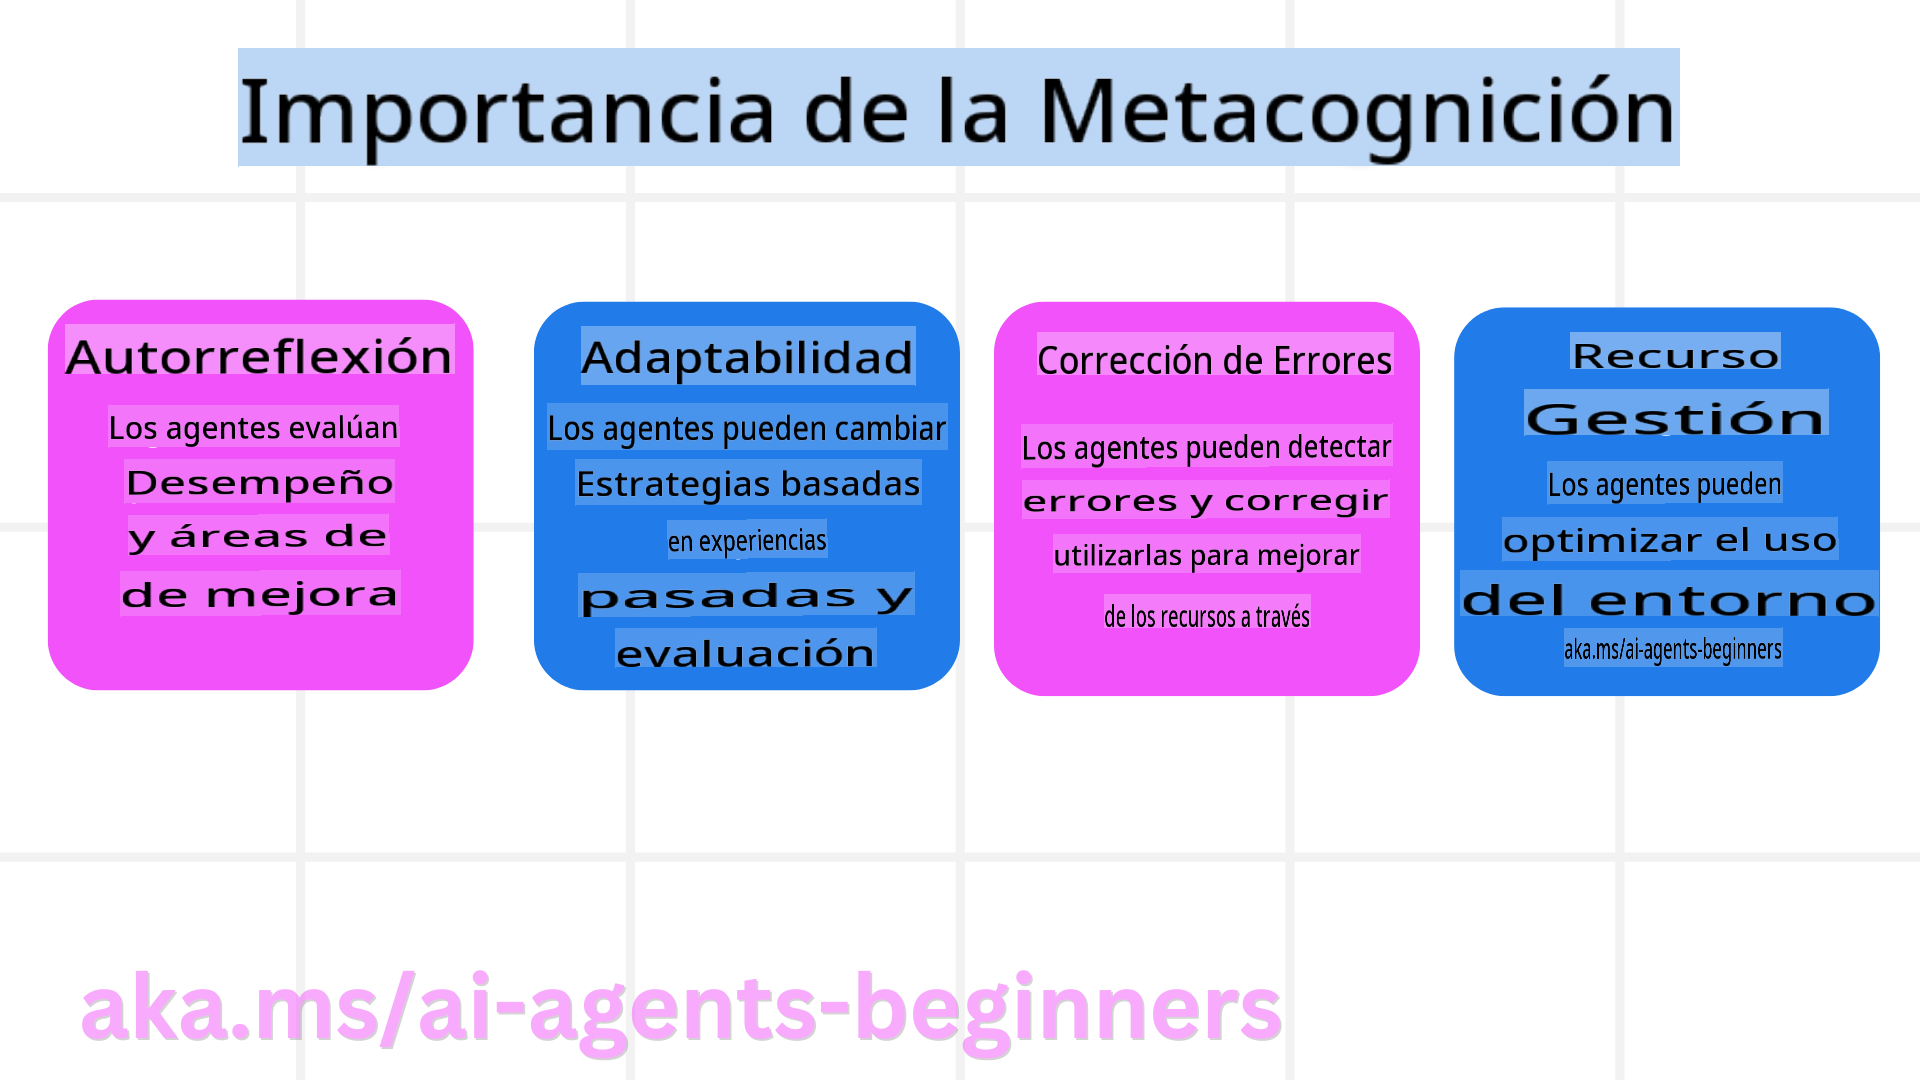 Importancia de la Metacognición
Autorreflexión
Los agentes evalúan
Desempeño
y áreas de
de mejora
Adaptabilidad
Los agentes pueden cambiar
Estrategias basadas
en experiencias
pasadas y
evaluación
Corrección de Errores
Los agentes pueden detectar
errores y corregir
utilizarlas para mejorar
de los recursos a través
Recurso
Gestión
Los agentes pueden
optimizar el uso
del entorno
aka.ms/ai-agents-beginners
aka.ms/ai-agents-beginners